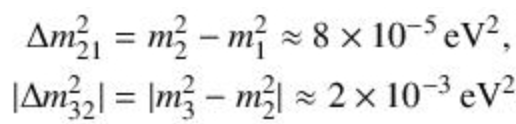 Δm²₂₁ = m²₂ − m²₁ ≈ 8 × 10⁻⁵ eV²,
|Δm²₃₂| = |m²₃ − m²₂| ≈ 2 × 10⁻³ eV²